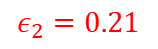 ϵ₂ = 0.21